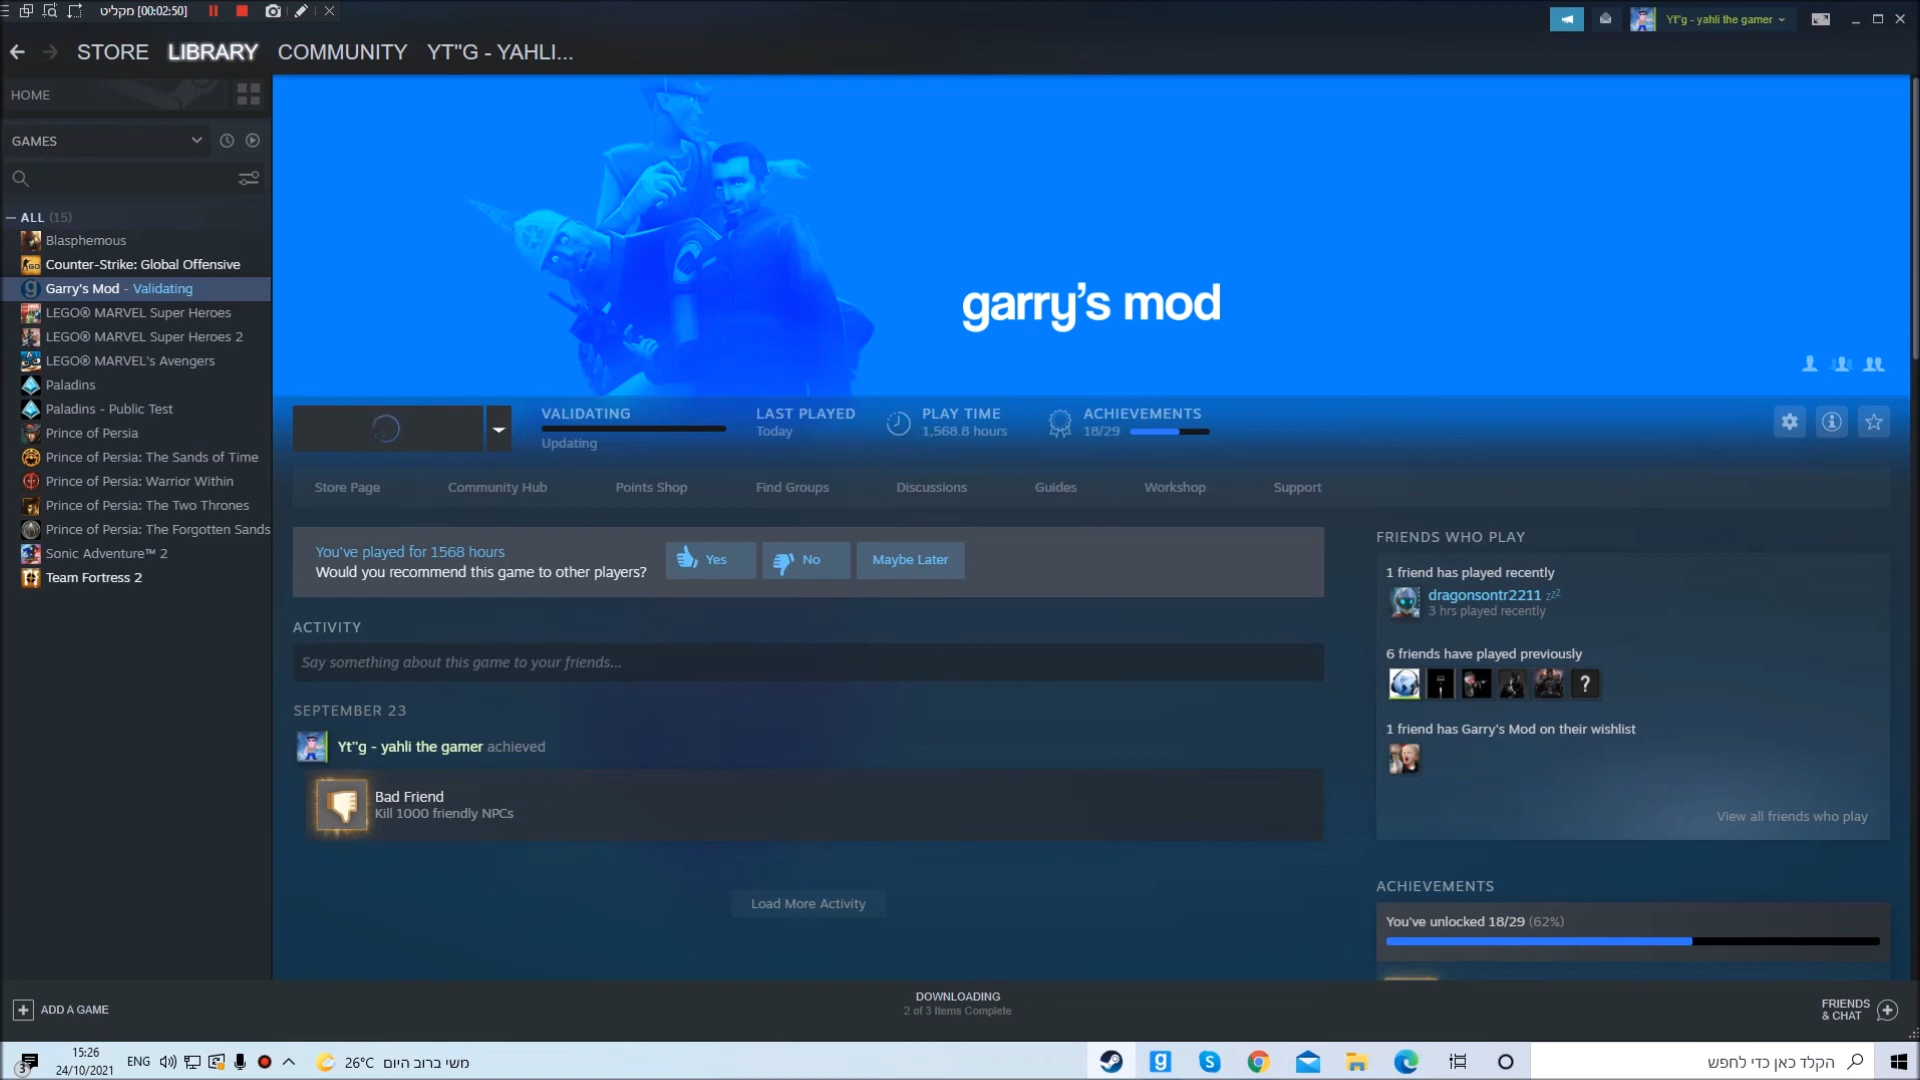 מקליט [00:02:50]
Yt"g - yahli the gamer
STORE LIBRARY COMMUNITY YT"G - YAHLI...
HOME
GAMES
ALL (15)
Blasphemous
Counter-Strike: Global Offensive
Garry's Mod - Validating
LEGO® MARVEL Super Heroes
LEGO® MARVEL Super Heroes 2
LEGO® MARVEL's Avengers
Paladins
Paladins - Public Test
Prince of Persia
Prince of Persia: The Sands of Time
Prince of Persia: Warrior Within
Prince of Persia: The Two Thrones
Prince of Persia: The Forgotten Sands
Sonic Adventure™ 2
Team Fortress 2
garry's mod
VALIDATING
Updating
LAST PLAYED
Today
PLAY TIME
1,568.8 hours
ACHIEVEMENTS
18/29
Store Page Community Hub Points Shop Find Groups Discussions Guides Workshop Support
You've played for 1568 hours
Would you recommend this game to other players?
Yes No Maybe Later
ACTIVITY
Say something about this game to your friends...
SEPTEMBER 23
Yt"g - yahli the gamer achieved
Bad Friend
Kill 1000 friendly NPCs
Load More Activity
FRIENDS WHO PLAY
1 friend has played recently
dragonsontr2211 zzZ
3 hrs played recently
6 friends have played previously
?
1 friend has Garry's Mod on their wishlist
View all friends who play
ACHIEVEMENTS
You've unlocked 18/29 (62%)
ADD A GAME
DOWNLOADING
2 of 3 Items Complete
FRIENDS
& CHAT
3
15:26
24/10/2021
ENG
26°C משי ברוב היום
הקלד כאן כדי לחפש